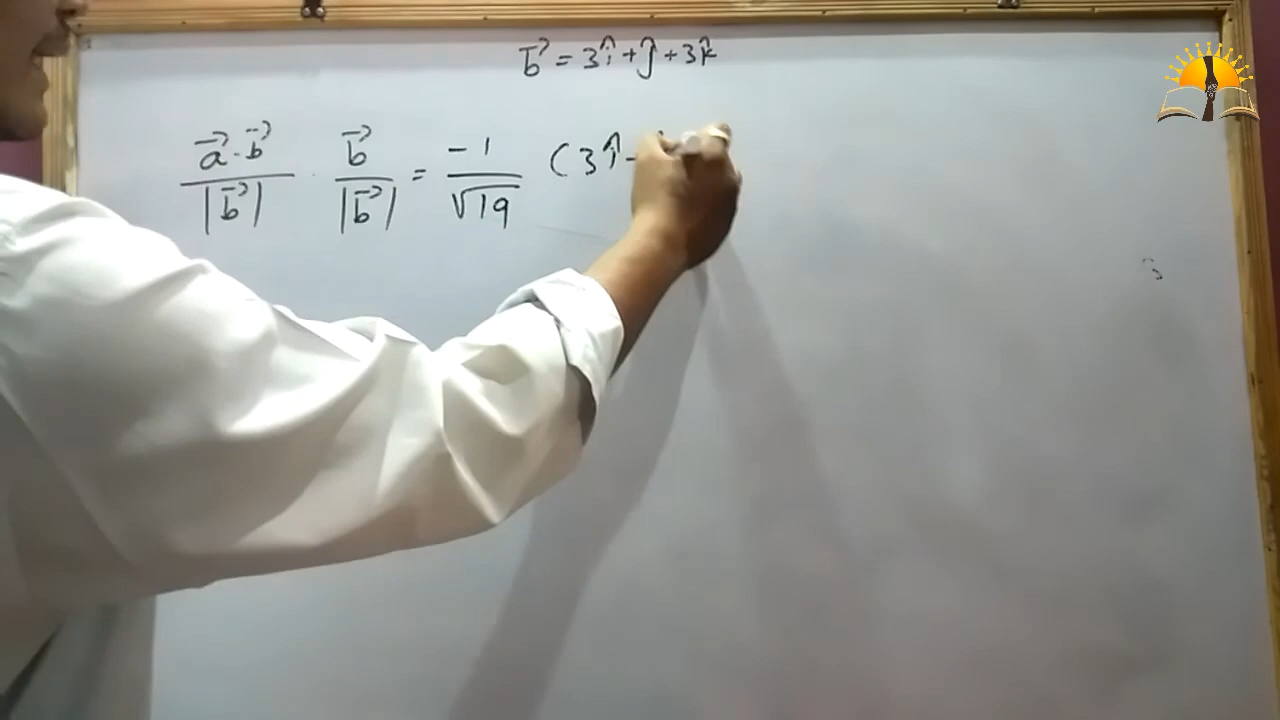 b⃗ = 3î + ĵ + 3k̂
(a⃗ · b⃗)/|b⃗| · b⃗/|b⃗| = -1/√19 (3î